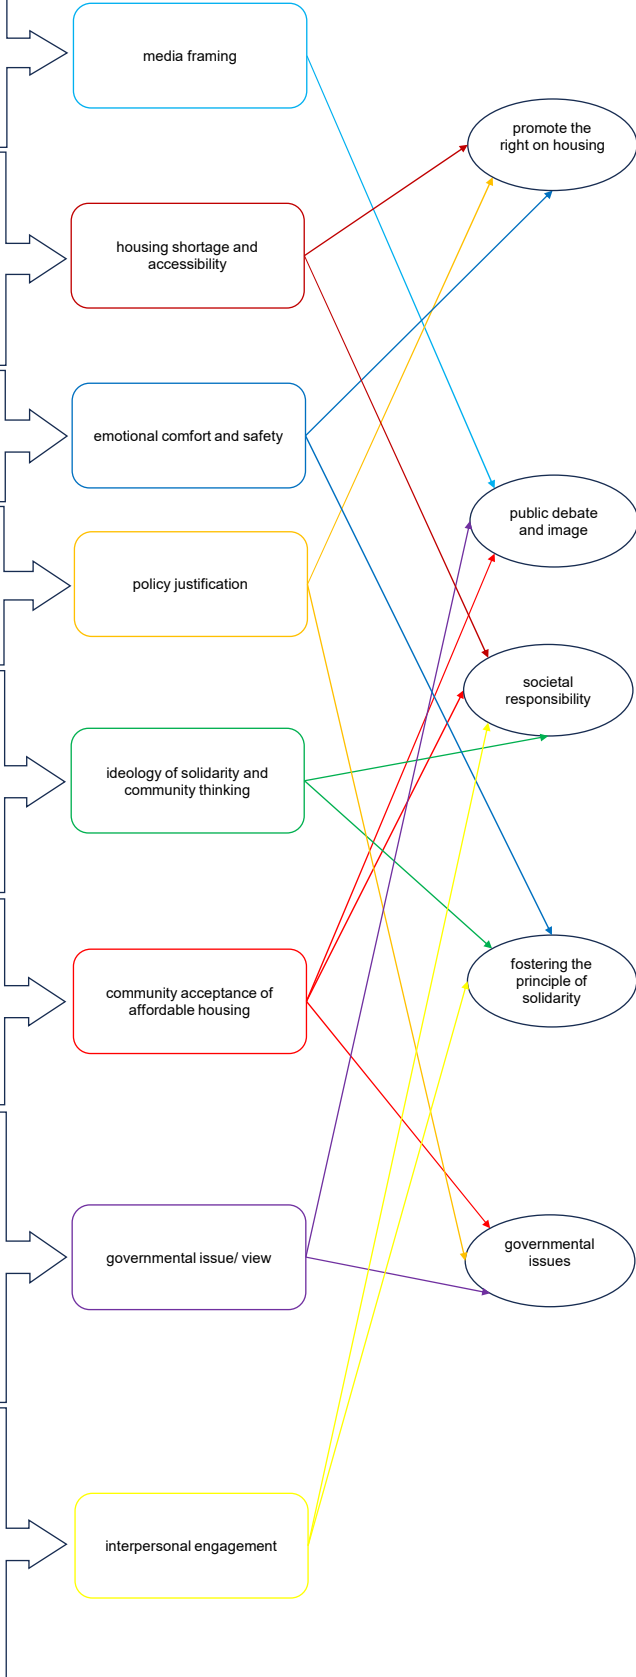 media framing
promote the
right on housing
housing shortage and
accessibility
emotional comfort and safety
public debate
and image
policy justification
societal
responsibility
ideology of solidarity and
community thinking
fostering the
principle of
solidarity
community acceptance of
affordable housing
governmental issue/ view
governmental
issues
interpersonal engagement